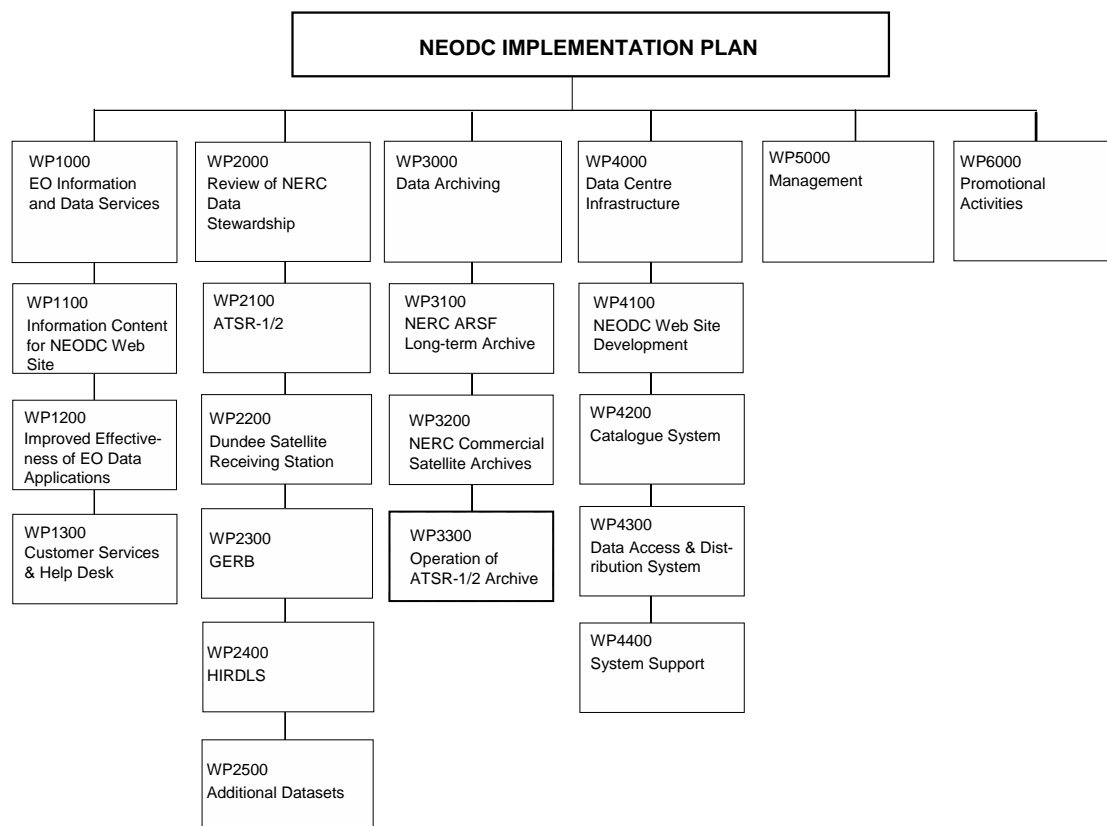 NEODC IMPLEMENTATION PLAN
WP1000
EO Information
and Data Services
WP1100
Information Content
for NEODC Web
Site
WP1200
Improved Effective-
ness of EO Data
Applications
WP1300
Customer Services
& Help Desk
WP2000
Review of NERC
Data
Stewardship
WP2100
ATSR-1/2
WP2200
Dundee Satellite
Receiving Station
WP2300
GERB
WP2400
HIRDLS
WP2500
Additional Datasets
WP3000
Data Archiving
WP3100
NERC ARSF
Long-term Archive
WP3200
NERC Commercial
Satellite Archives
WP3300
Operation of
ATSR-1/2 Archive
WP4000
Data Centre
Infrastructure
WP4100
NEODC Web Site
Development
WP4200
Catalogue System
WP4300
Data Access & Dist-
ribution System
WP4400
System Support
WP5000
Management
WP6000
Promotional
Activities